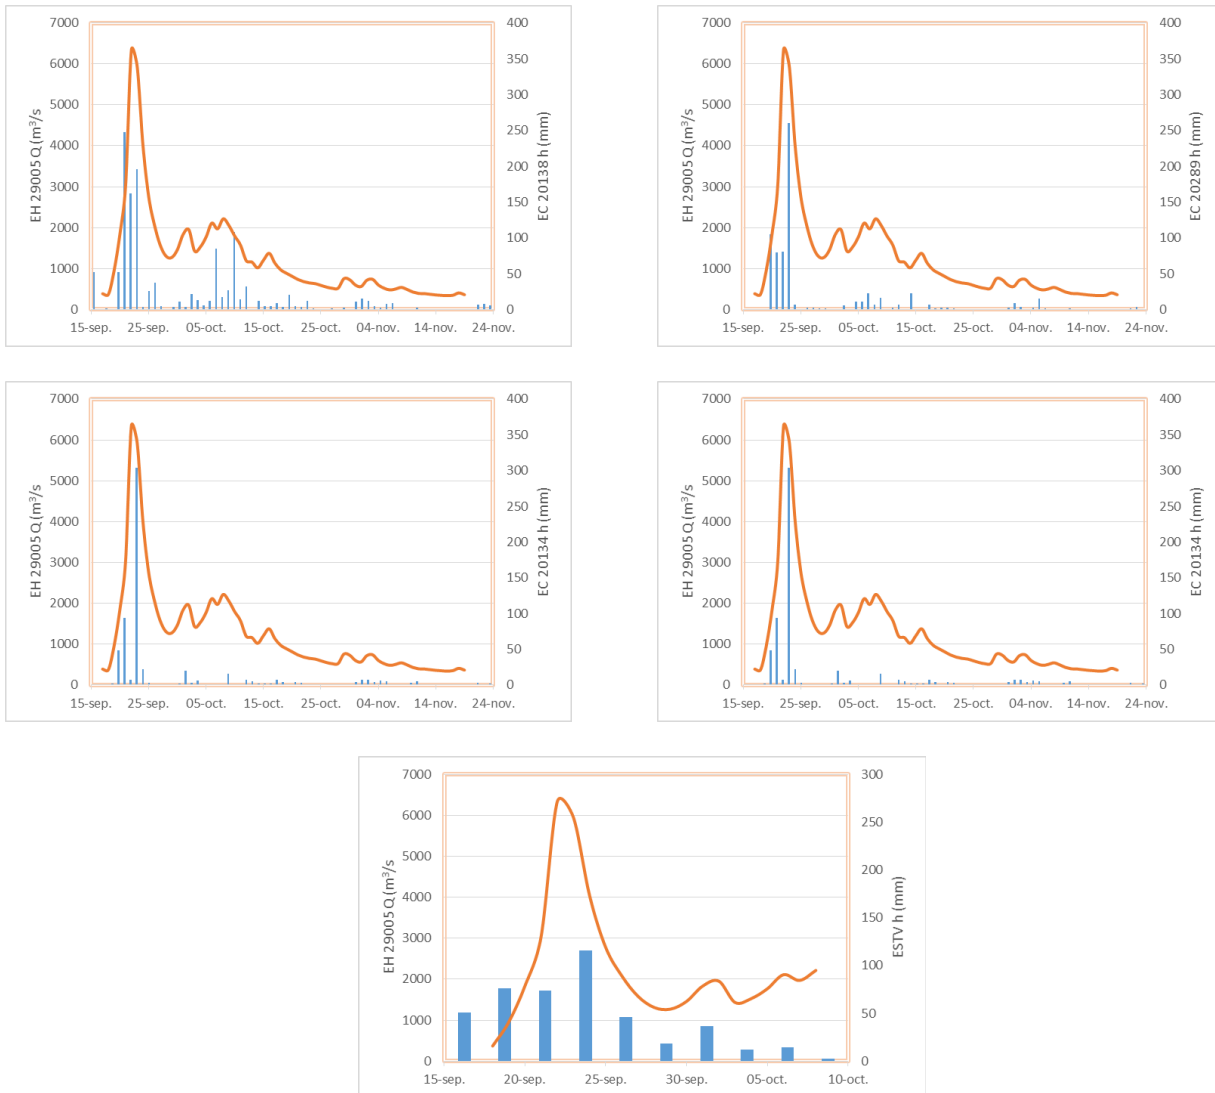 7000 400
6000 350
5000 300
4000 250
3000 200
2000 150
1000 100
0 50
0
EH 29005 Q (m³/s
EC 20138 h (mm)
15-sep. 25-sep. 05-oct. 15-oct. 25-oct. 04-nov. 14-nov. 24-nov.
7000 400
6000 350
5000 300
4000 250
3000 200
2000 150
1000 100
0 50
0
EH 29005 Q (m³/s
EC 20289 h (mm)
15-sep. 25-sep. 05-oct. 15-oct. 25-oct. 04-nov. 14-nov. 24-nov.
7000 400
6000 350
5000 300
4000 250
3000 200
2000 150
1000 100
0 50
0
EH 29005 Q (m³/s
EC 20134 h (mm)
15-sep. 25-sep. 05-oct. 15-oct. 25-oct. 04-nov. 14-nov. 24-nov.
7000 400
6000 350
5000 300
4000 250
3000 200
2000 150
1000 100
0 50
0
EH 29005 Q (m³/s
EC 20134 h (mm)
15-sep. 25-sep. 05-oct. 15-oct. 25-oct. 04-nov. 14-nov. 24-nov.
7000 300
6000 250
5000 200
4000 150
3000 100
2000 50
1000 0
0
EH 29005 Q (m³/s
ESTV h (mm)
15-sep. 20-sep. 25-sep. 30-sep. 05-oct. 10-oct.